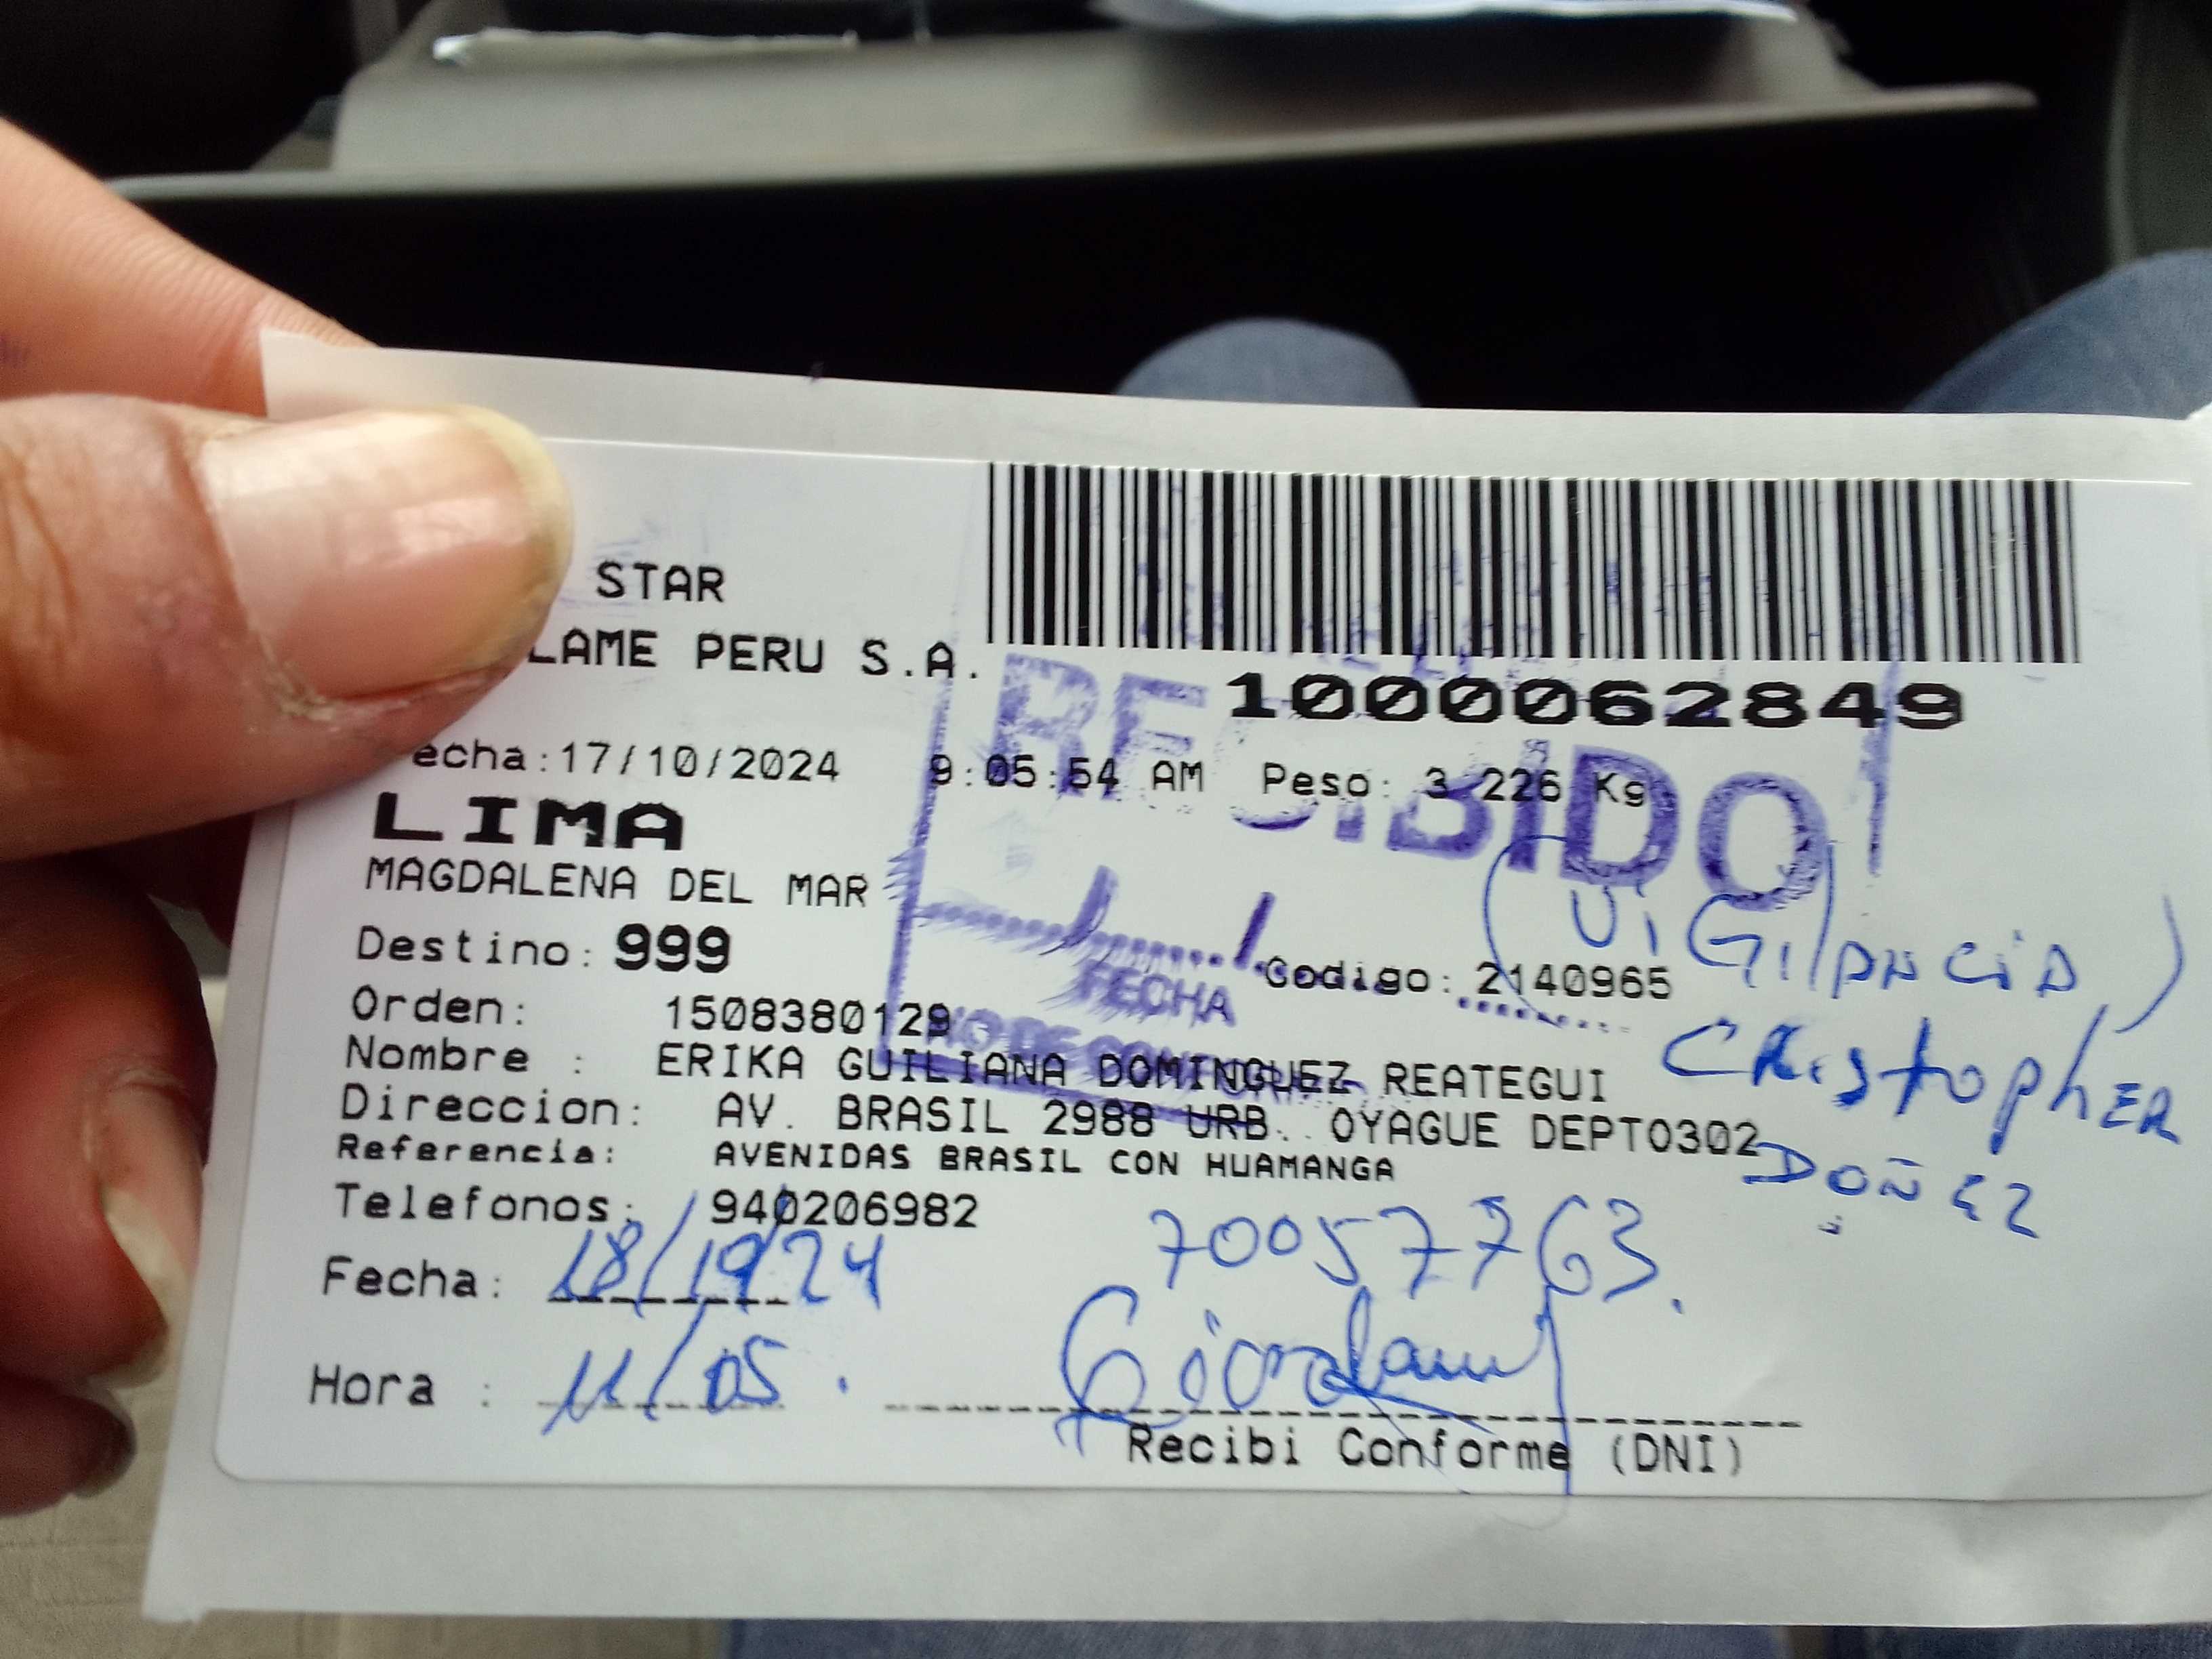 STAR
LAME PERU S.A.
1000062849
echa:17/10/2024 9:05:54 AM Peso: 3.226 Kg
RECIBIDO
LIMA
MAGDALENA DEL MAR
(ViGilancia)
Destino: 999
Codigo: 2140965
FECHA
Orden: 1508380129
CRistophER
Nombre : ERIKA GUILIANA DOMINGUEZ REATEGUI
Direccion: AV. BRASIL 2988 URB. OYAGUE DEPTO302
DOÑEZ
Referencia: AVENIDAS BRASIL CON HUAMANGA
Telefonos: 940206982
70057763.
Fecha: 18/10/24
Hora : 11/05.
Recibi Conforme (DNI)